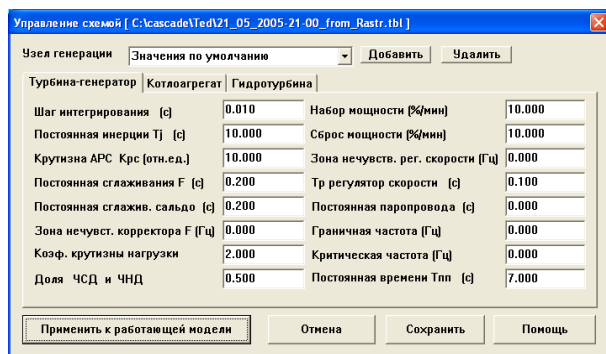 Управление схемой [ C:\cascade\Ted\21_05_2005-21-00_from_Rastr.tbl ]
Узел генерации Значения по умолчанию Добавить Удалить
Турбина-генератор Котлоагрегат Гидротурбина
Шаг интегрирования (с) 0.010 Набор мощности (%/мин) 10.000
Постоянная инерции Tj (с) 10.000 Сброс мощности (%/мин) 10.000
Крутизна АРС Крс (отн.ед.) 10.000 Зона нечувств. рег. скорости (Гц) 0.000
Постоянная сглаживания F (с) 0.200 Тр регулятор скорости (с) 0.100
Постоянная сглажив. сальдо (с) 0.200 Постоянная паропровода (с) 0.000
Зона нечувст. корректора F (Гц) 0.000 Граничная частота (Гц) 0.000
Коэф. крутизны нагрузки 2.000 Критическая частота (Гц) 0.000
Доля ЧСД и ЧНД 0.500 Постоянная времени Тпп (с) 7.000
Применить к работающей модели Отмена Сохранить Помощь